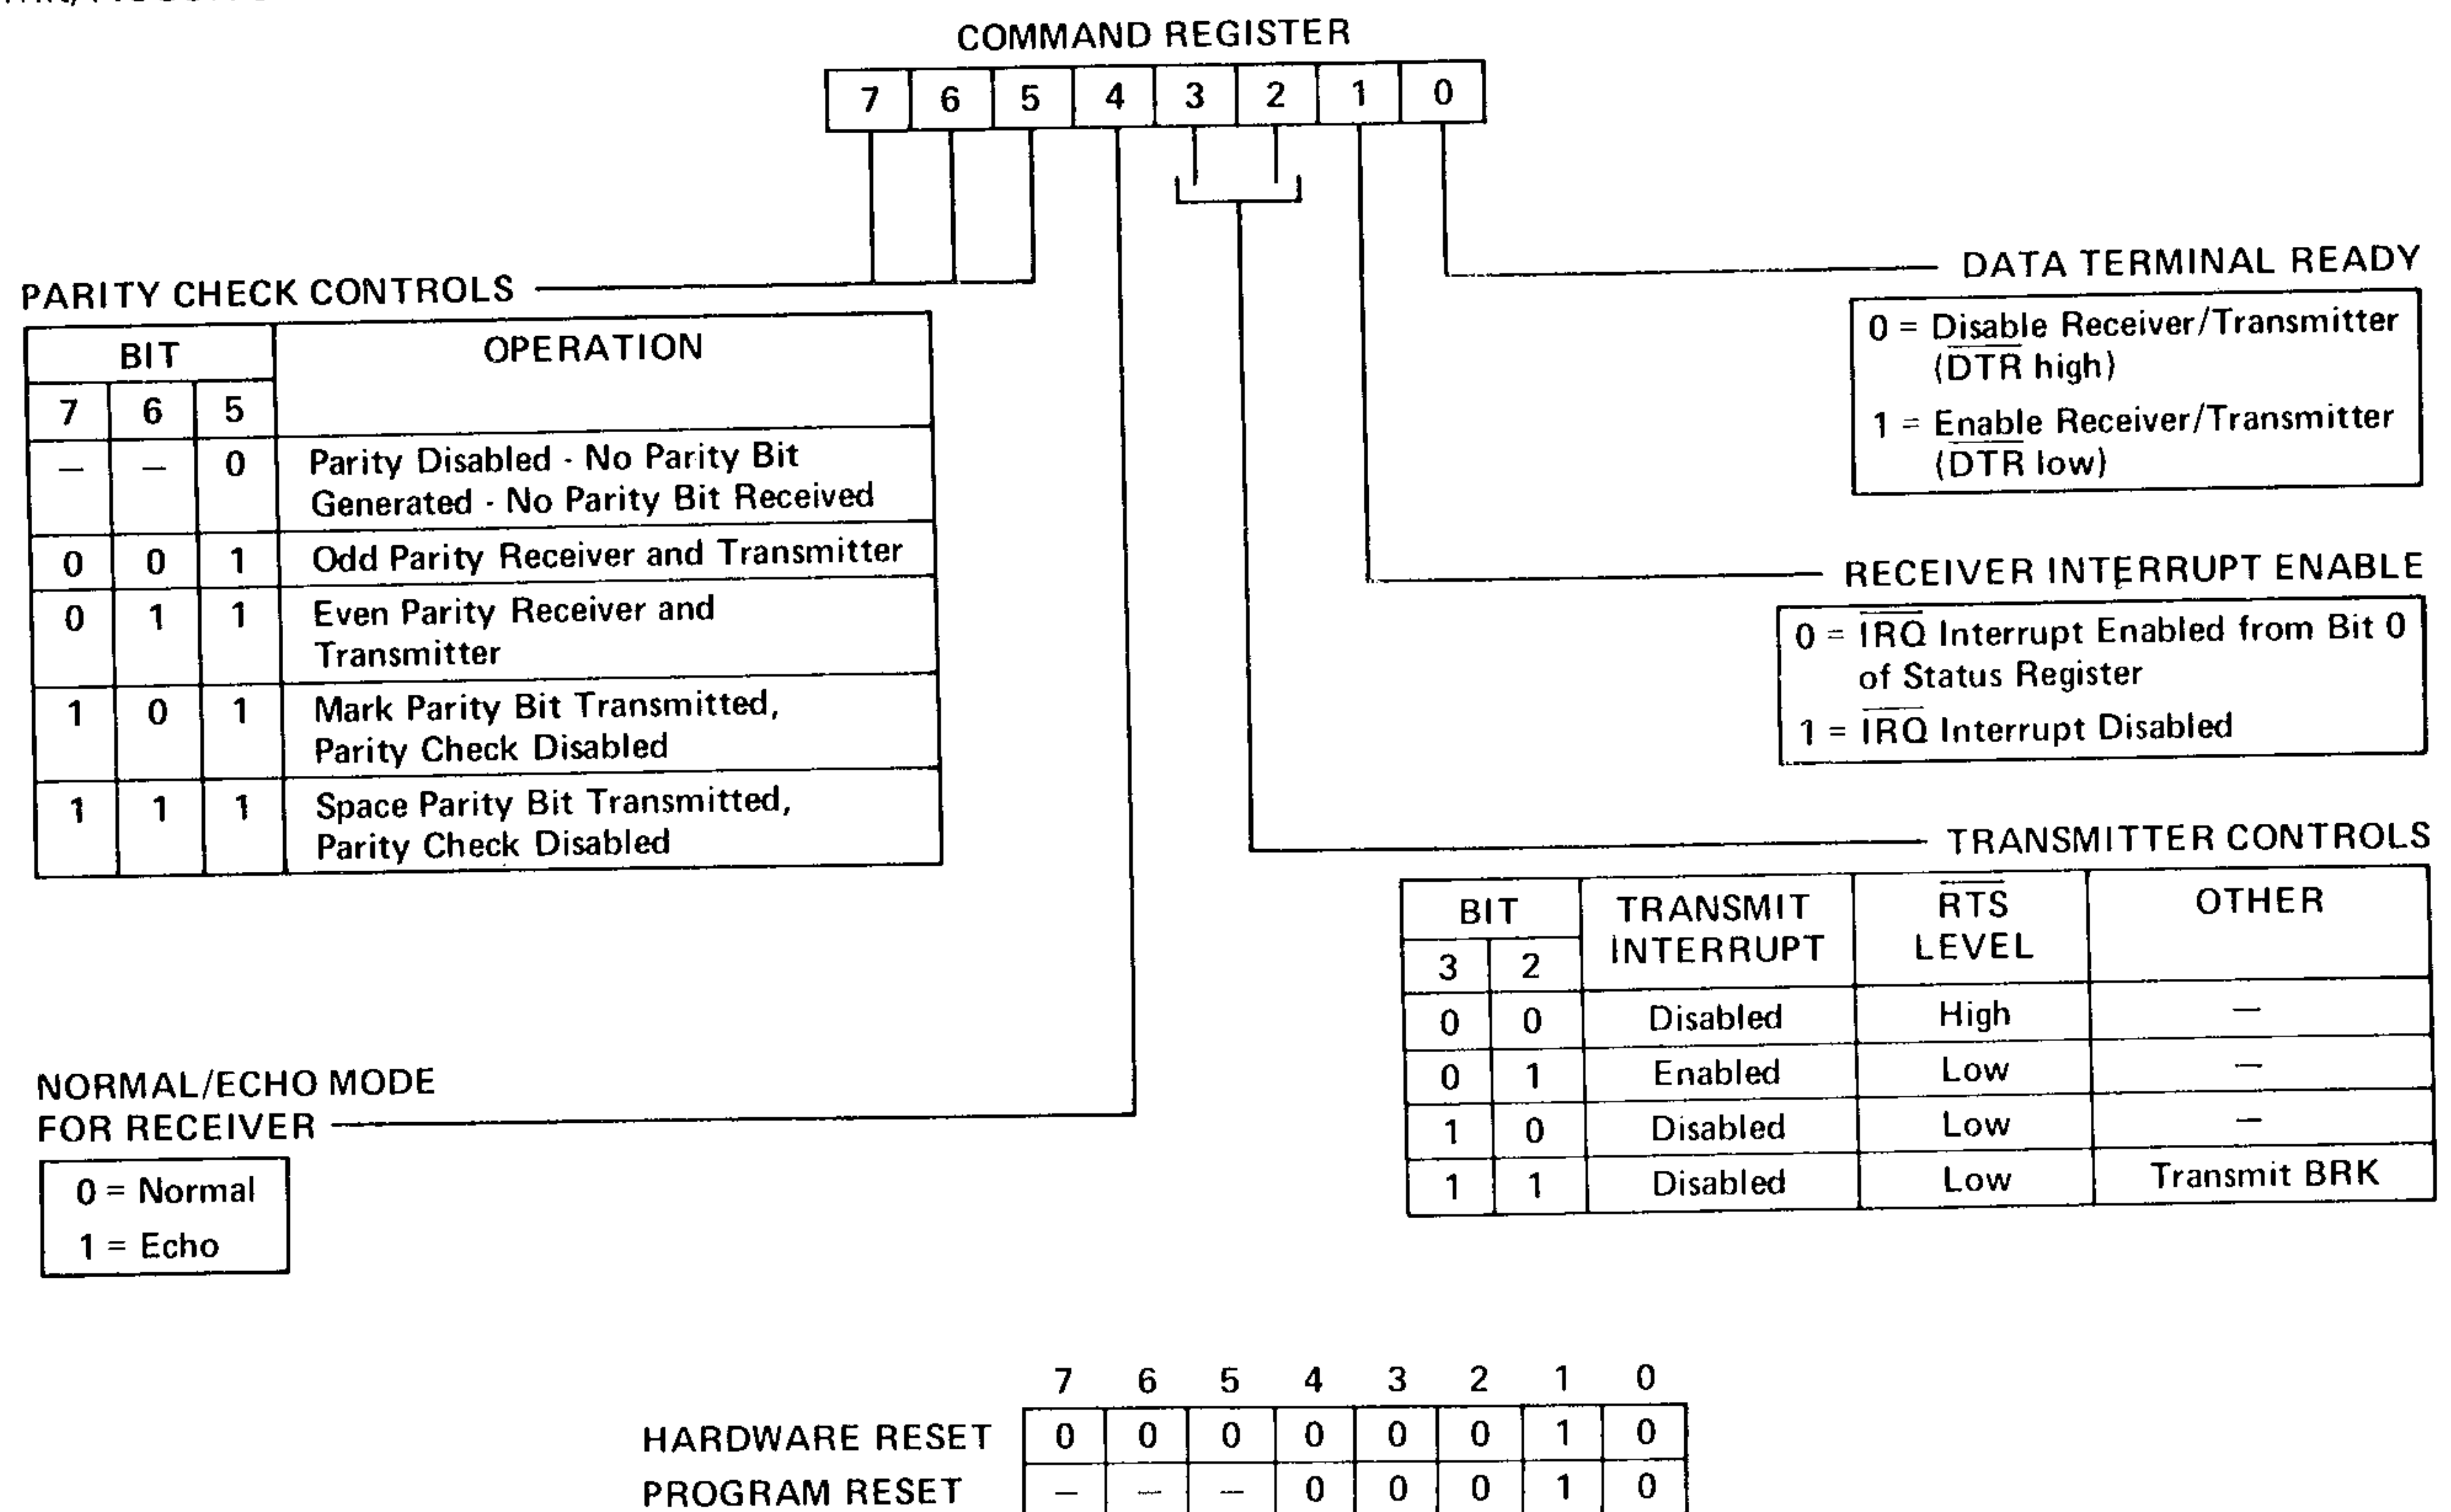 COMMAND REGISTER
7 6 5 4 3 2 1 0
PARITY CHECK CONTROLS
BIT OPERATION
7 6 5
— — 0 Parity Disabled - No Parity Bit
Generated - No Parity Bit Received
0 0 1 Odd Parity Receiver and Transmitter
0 1 1 Even Parity Receiver and
Transmitter
1 0 1 Mark Parity Bit Transmitted,
Parity Check Disabled
1 1 1 Space Parity Bit Transmitted,
Parity Check Disabled
NORMAL/ECHO MODE
FOR RECEIVER
0 = Normal
1 = Echo
DATA TERMINAL READY
0 = Disable Receiver/Transmitter
(DTR high)
1 = Enable Receiver/Transmitter
(DTR low)
RECEIVER INTERRUPT ENABLE
0 = IRQ Interrupt Enabled from Bit 0
of Status Register
1 = IRQ Interrupt Disabled
TRANSMITTER CONTROLS
BIT TRANSMIT RTS OTHER
INTERRUPT LEVEL
3 2
0 0 Disabled High —
0 1 Enabled Low —
1 0 Disabled Low —
1 1 Disabled Low Transmit BRK
7 6 5 4 3 2 1 0
HARDWARE RESET 0 0 0 0 0 0 1 0
PROGRAM RESET — — — 0 0 0 1 0